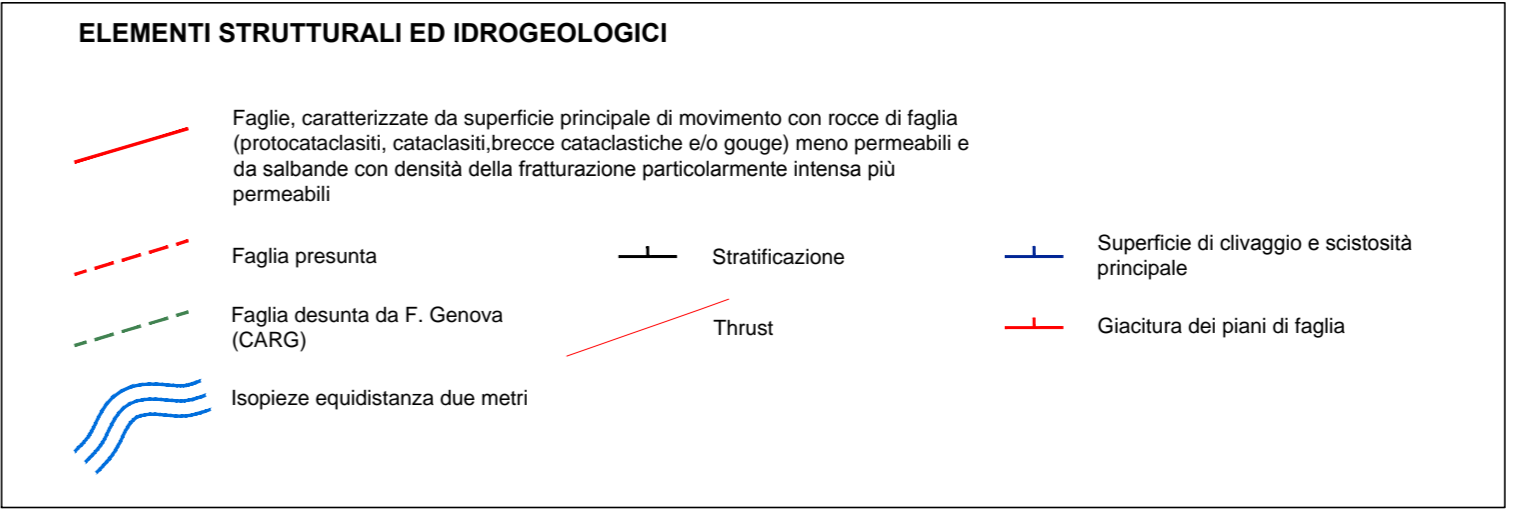 ELEMENTI STRUTTURALI ED IDROGEOLOGICI
Faglie, caratterizzate da superficie principale di movimento con rocce di faglia
(protocataclasiti, cataclasiti,brecce cataclastiche e/o gouge) meno permeabili e
da salbande con densità della fratturazione particolarmente intensa più
permeabili
Faglia presunta
Stratificazione
Superficie di clivaggio e scistosità
principale
Faglia desunta da F. Genova
(CARG)
Thrust
Giacitura dei piani di faglia
Isopieze equidistanza due metri